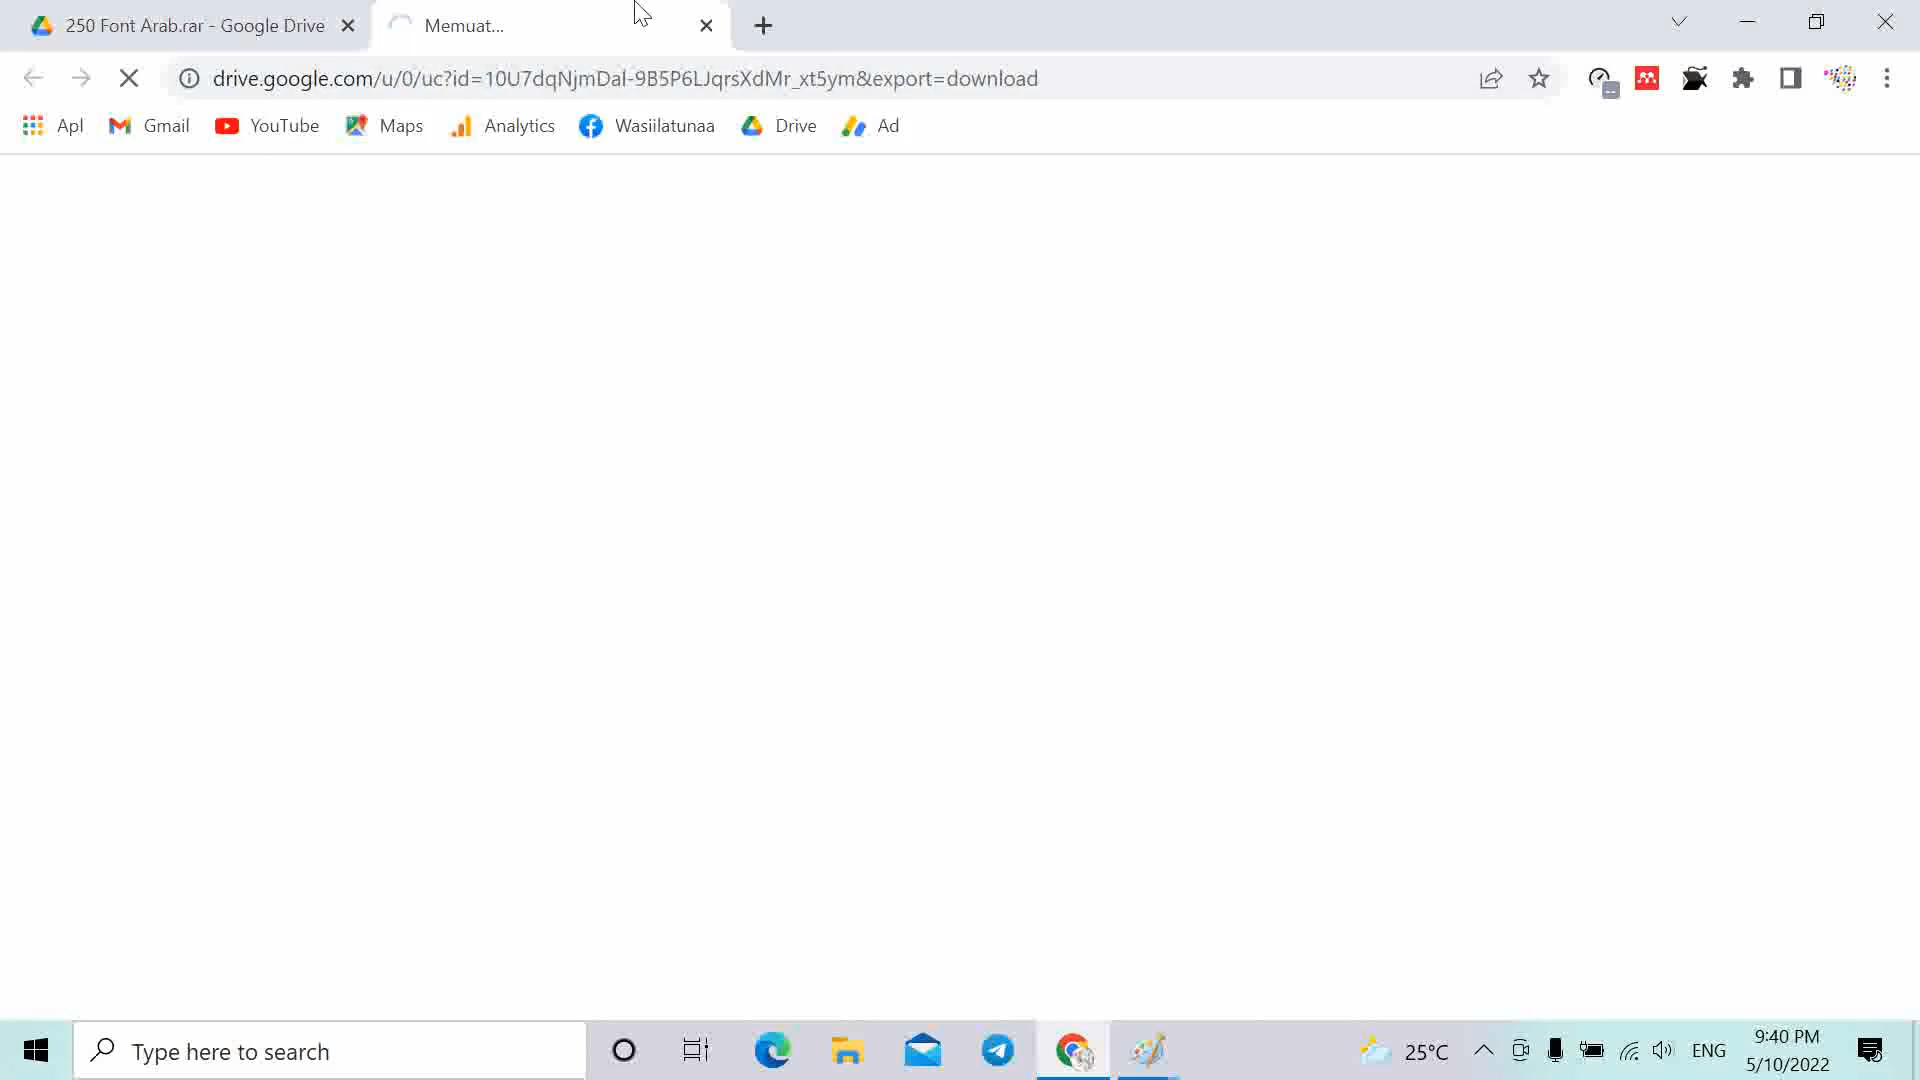 250 Font Arab.rar - Google Drive
Memuat...
drive.google.com/u/0/uc?id=10U7dqNjmDal-9B5P6LJqrsXdMr_xt5ym&export=download
Apl Gmail YouTube Maps Analytics Wasiilatunaa Drive Ad
Type here to search
25°C
ENG
9:40 PM
5/10/2022